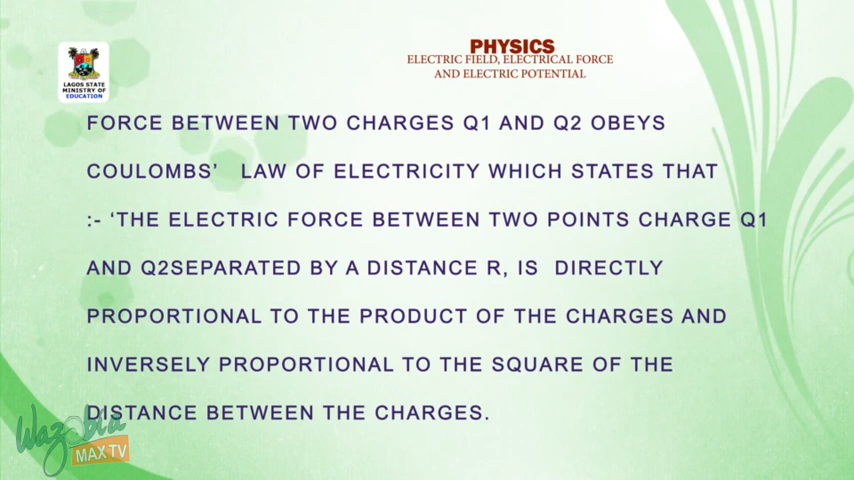 PHYSICS
ELECTRIC FIELD, ELECTRICAL FORCE
AND ELECTRIC POTENTIAL
LAGOS STATE
MINISTRY OF
EDUCATION
FORCE BETWEEN TWO CHARGES Q1 AND Q2 OBEYS
COULOMBS’ LAW OF ELECTRICITY WHICH STATES THAT
:- ‘THE ELECTRIC FORCE BETWEEN TWO POINTS CHARGE Q1
AND Q2SEPARATED BY A DISTANCE R, IS DIRECTLY
PROPORTIONAL TO THE PRODUCT OF THE CHARGES AND
INVERSELY PROPORTIONAL TO THE SQUARE OF THE
DISTANCE BETWEEN THE CHARGES.
Wazobia
MAX TV